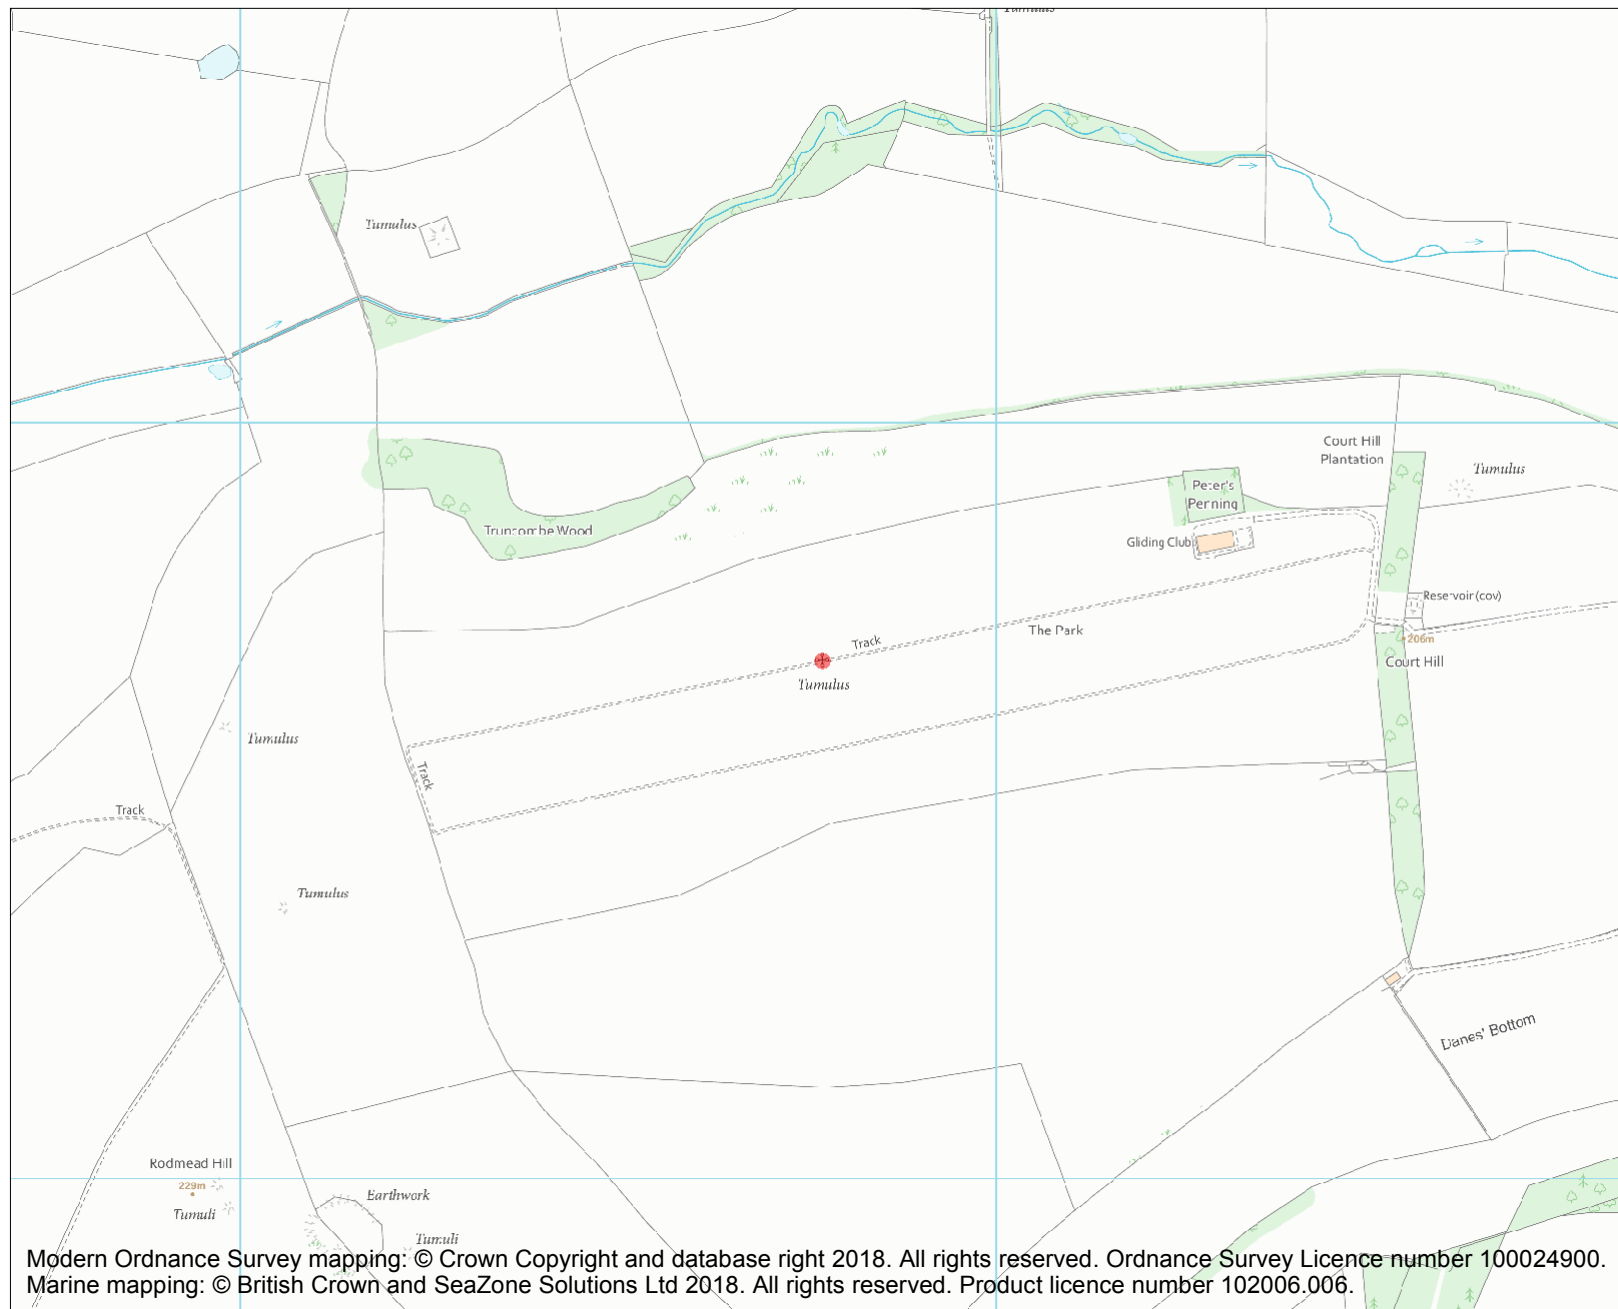 Tumulus
Tumulus
Court Hill
Plantation
Tumulus
Peter's
Perning
Truncombe Wood
Gliding Club
Reservoir (cov)
Track
The Park
206m
Court Hill
Tumulus
Tumulus
Track
Track
Tumulus
Danes' Bottom
Rodmead Hill
229m
Earthwork
Tumuli
Tumuli
Modern Ordnance Survey mapping: © Crown Copyright and database right 2018. All rights reserved. Ordnance Survey Licence number 100024900.
Marine mapping: © British Crown and SeaZone Solutions Ltd 2018. All rights reserved. Product licence number 102006.006.